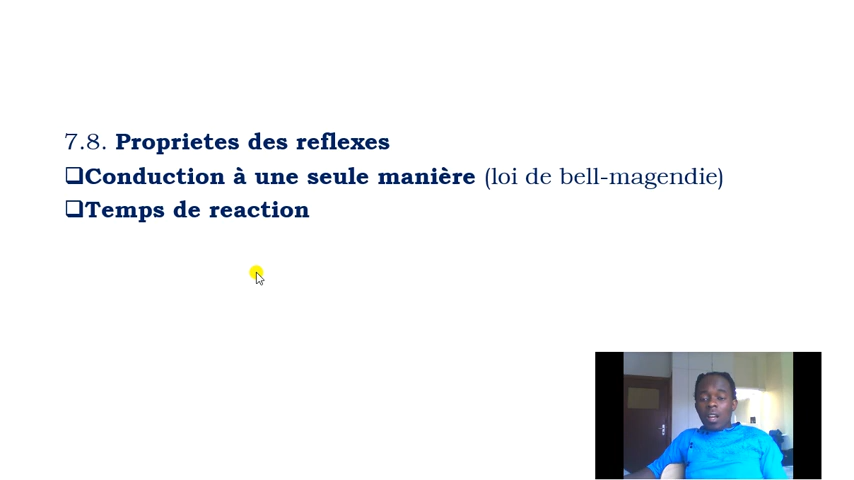 7.8. Proprietes des reflexes
❑Conduction à une seule manière (loi de bell-magendie)
❑Temps de reaction